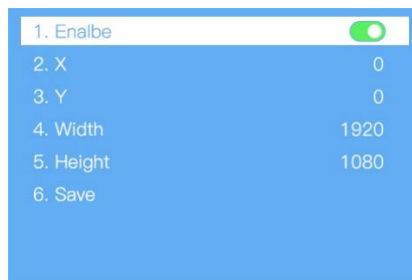 1. Enalbe
2. X 0
3. Y 0
4. Width 1920
5. Height 1080
6. Save